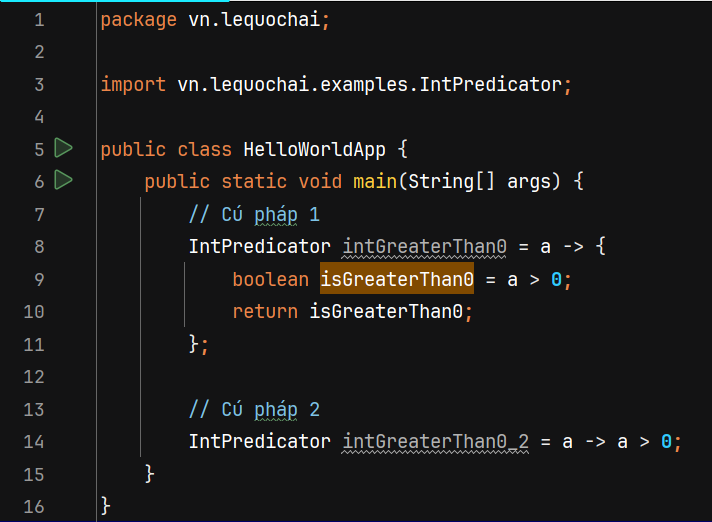 1 package vn.lequochai;
2
3 import vn.lequochai.examples.IntPredicator;
4
5 public class HelloWorldApp {
6 public static void main(String[] args) {
7 // Cú pháp 1
8 IntPredicator intGreaterThan0 = a -> {
9 boolean isGreaterThan0 = a > 0;
10 return isGreaterThan0;
11 };
12
13 // Cú pháp 2
14 IntPredicator intGreaterThan0_2 = a -> a > 0;
15 }
16 }